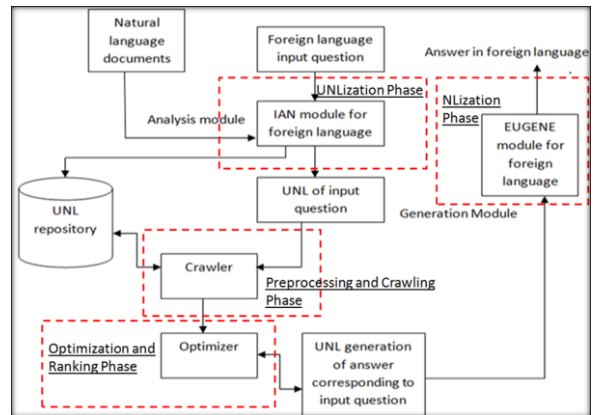 Natural
language
documents
Foreign language
input question
Answer in foreign language
UNLization Phase
NLization
Phase
Analysis module
IAN module for
foreign language
EUGENE
module for
foreign
language
UNL
repository
UNL of input
question
Generation Module
Crawler
Preprocessing and Crawling
Phase
Optimization and
Ranking Phase
Optimizer
UNL generation
of answer
corresponding to
input question